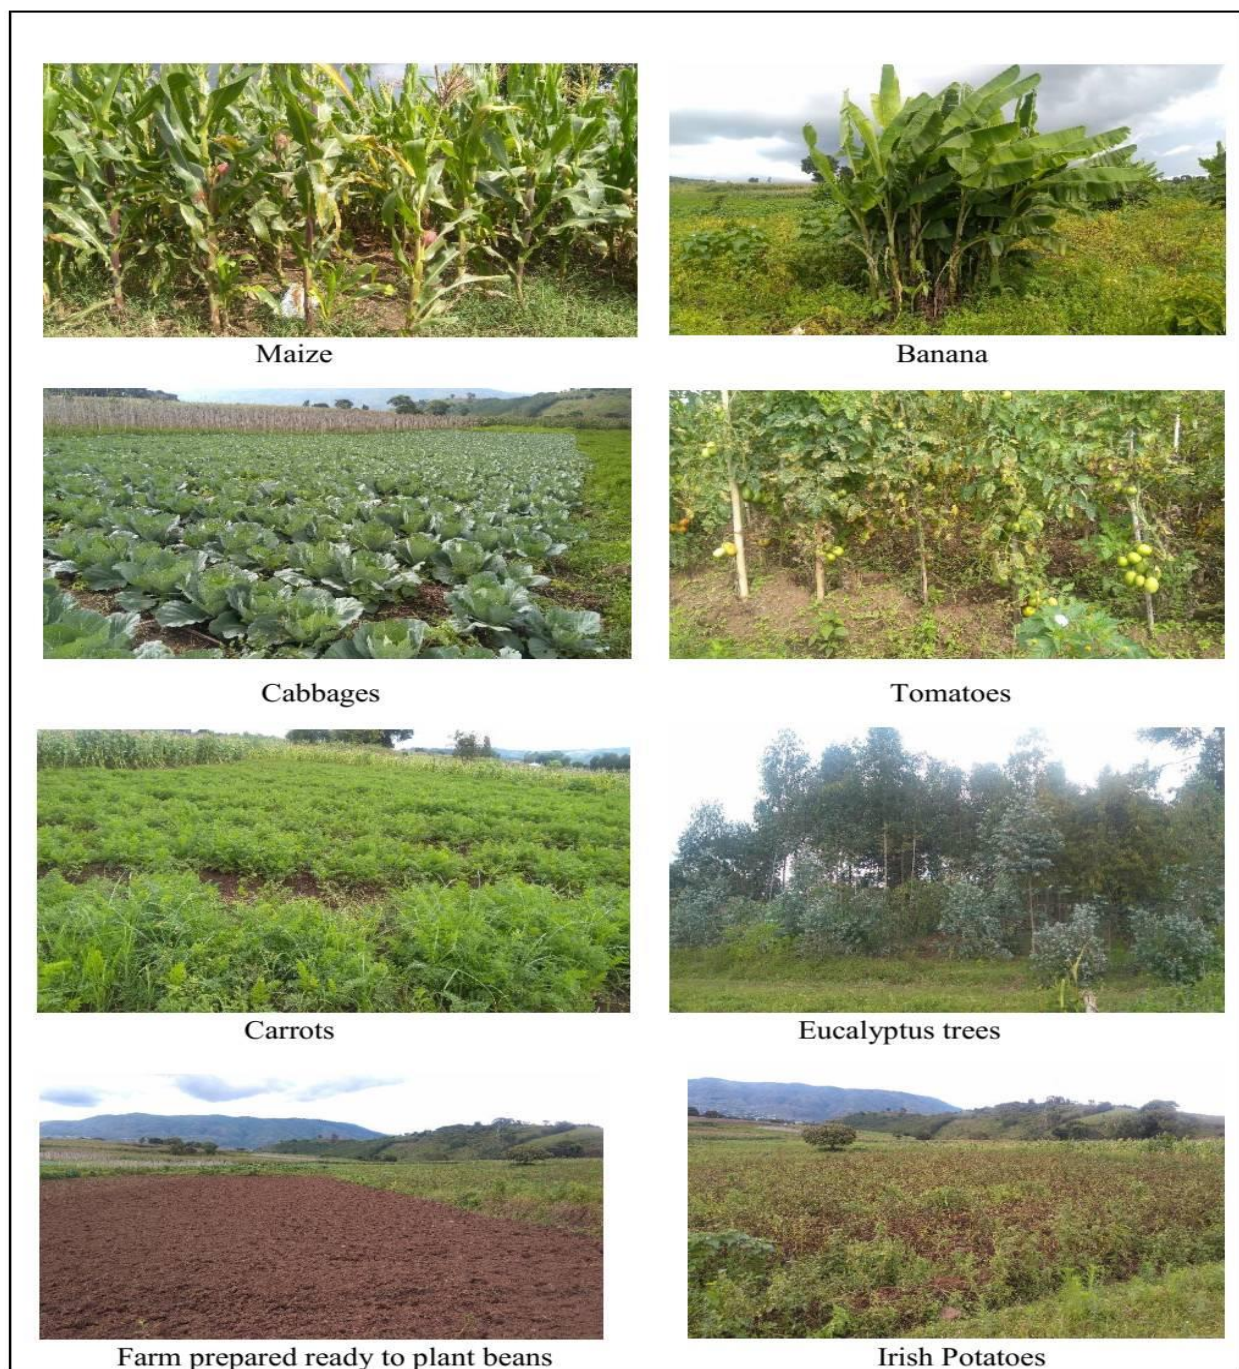 Maize
Banana
Cabbages
Tomatoes
Carrots
Eucalyptus trees
Farm prepared ready to plant beans
Irish Potatoes